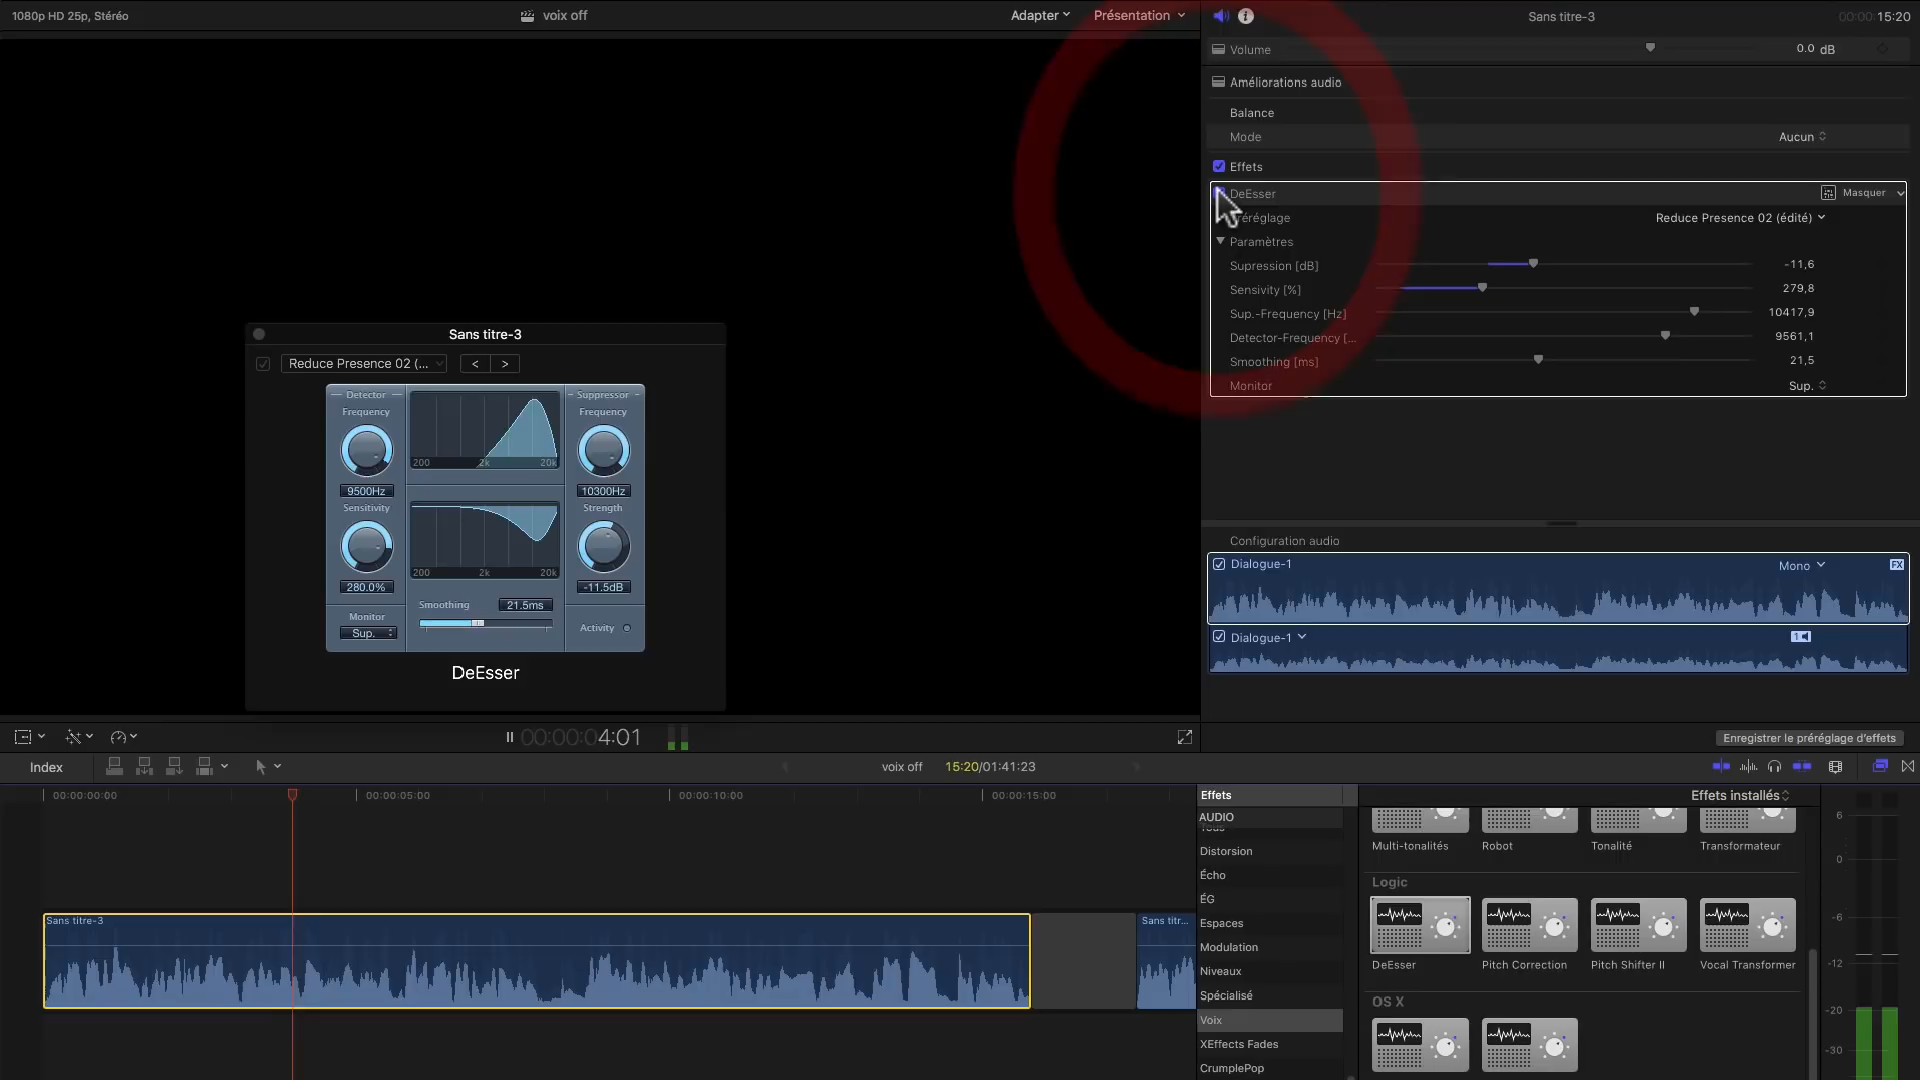 1080p HD 25p, Stéréo
voix off
Adapter
Présentation
Sans titre-3
00:00:00:15:20
Volume
0.0 dB
Améliorations audio
Balance
Mode
Aucun
Effets
DeEsser
Masquer
Préréglage
Reduce Presence 02 (édité)
Paramètres
Supression [dB]
-11,6
Sensivity [%]
279,8
Sup.-Frequency [Hz]
10417,9
Detector-Frequency [...
9561,1
Smoothing [ms]
21,5
Monitor
Sup.
Sans titre-3
Reduce Presence 02 (...
<
>
Detector
Suppressor
Frequency
Frequency
200 2k 20k
9500Hz
10300Hz
Sensitivity
Strength
200 2k 20k
280.0%
-11.5dB
Smoothing
21.5ms
Monitor
Sup.
Activity
DeEsser
Configuration audio
Dialogue-1
Mono
FX
Dialogue-1
1
00:00:00:04:01
Enregistrer le préréglage d'effets
Index
voix off
15:20/01:41:23
00:00:00:00
00:00:05:00
00:00:10:00
00:00:15:00
Sans titre-3
Sans titr...
Effets
Effets installés
AUDIO
Tous
Distorsion
Écho
ÉG
Espaces
Modulation
Niveaux
Spécialisé
Voix
XEffects Fades
CrumplePop
Multi-tonalités
Robot
Tonalité
Transformateur
Logic
DeEsser
Pitch Correction
Pitch Shifter II
Vocal Transformer
OS X
6
0
-6
-12
-20
-30